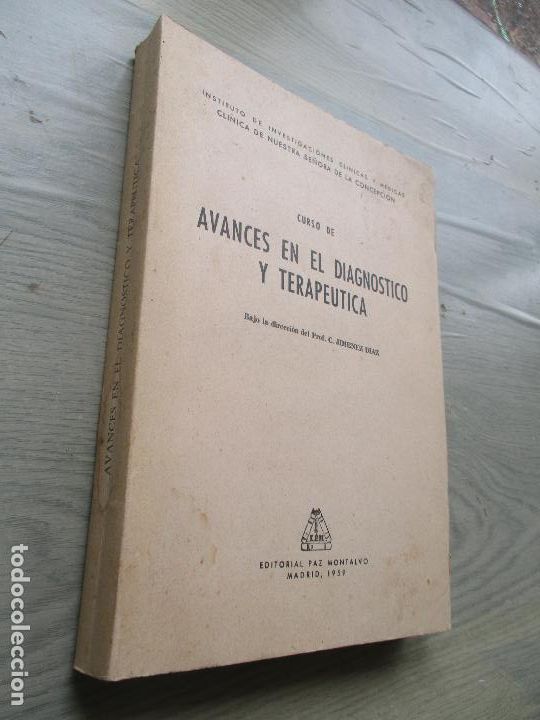 INSTITUTO DE INVESTIGACIONES CLINICAS Y MEDICAS
CLINICA DE NUESTRA SEÑORA DE LA CONCEPCION
CURSO DE
AVANCES EN EL DIAGNOSTICO
Y TERAPEUTICA
Bajo la dirección del Prof. C. JIMENEZ DIAZ
EDITORIAL PAZ MONTALVO
MADRID, 1959
AVANCES EN EL DIAGNOSTICO Y TERAPEUTICA
todocoleccion